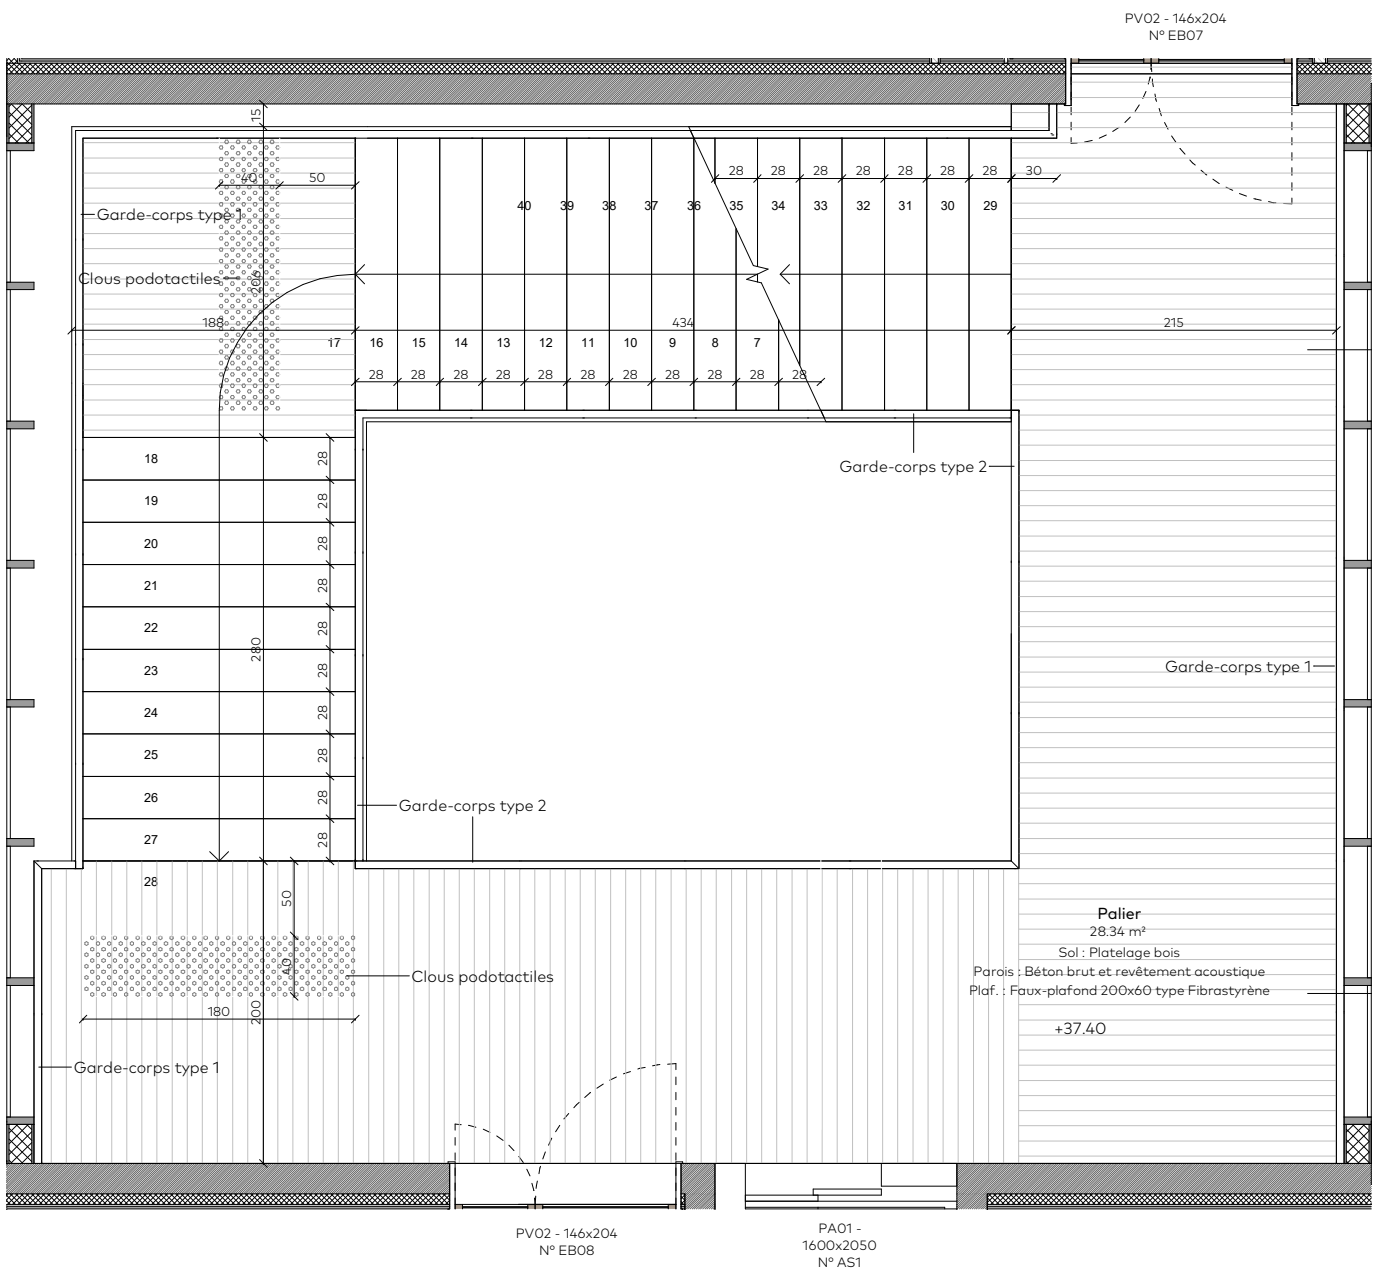 PV02 - 146x204
N° EB07
15
40
50
28 28 28 28 28 28 28 30
Garde-corps type 1
40 39 38 37 36 35 34 33 32 31 30 29
Clous podotactiles
206
188
434
215
17 16 15 14 13 12 11 10 9 8 7
28 28 28 28 28 28 28 28 28 28 28
Garde-corps type 2
18
28
19
28
20
28
21
28
22
28
280
23
28
Garde-corps type 1
24
28
25
28
26
28
Garde-corps type 2
27
28
28
50
Palier
28.34 m²
Sol : Platelage bois
Parois : Béton brut et revêtement acoustique
Plaf. : Faux-plafond 200x60 type Fibrastyrène
40
Clous podotactiles
180
200
+37.40
Garde-corps type 1
PV02 - 146x204
N° EB08
PA01 -
1600x2050
N° AS1